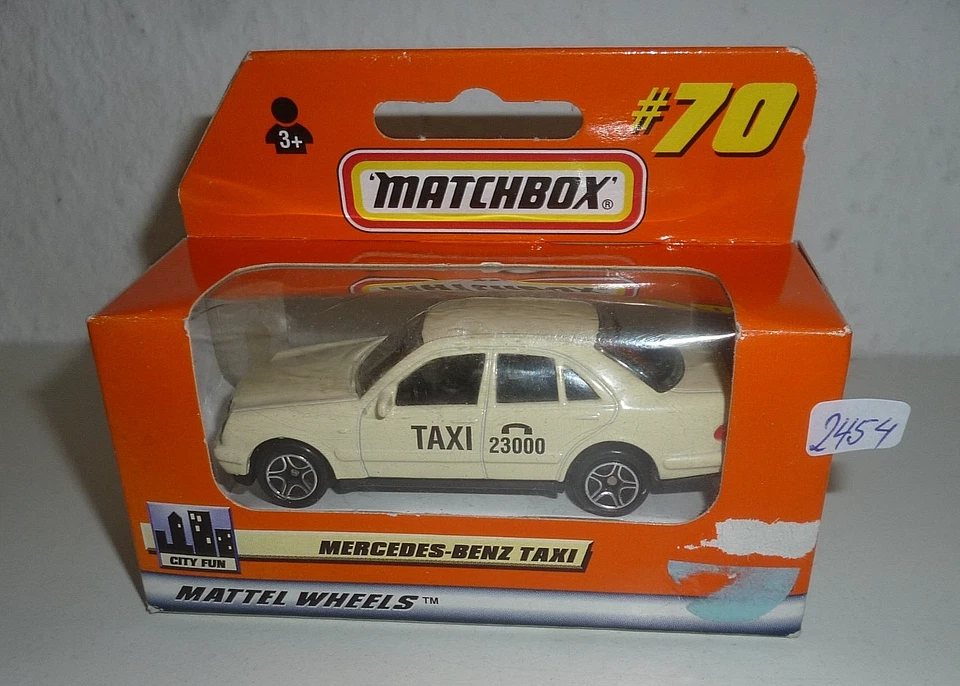 #70
3+
MATCHBOX®
TAXI 23000
2454
CITY FUN
MERCEDES-BENZ TAXI
MATTEL WHEELS™